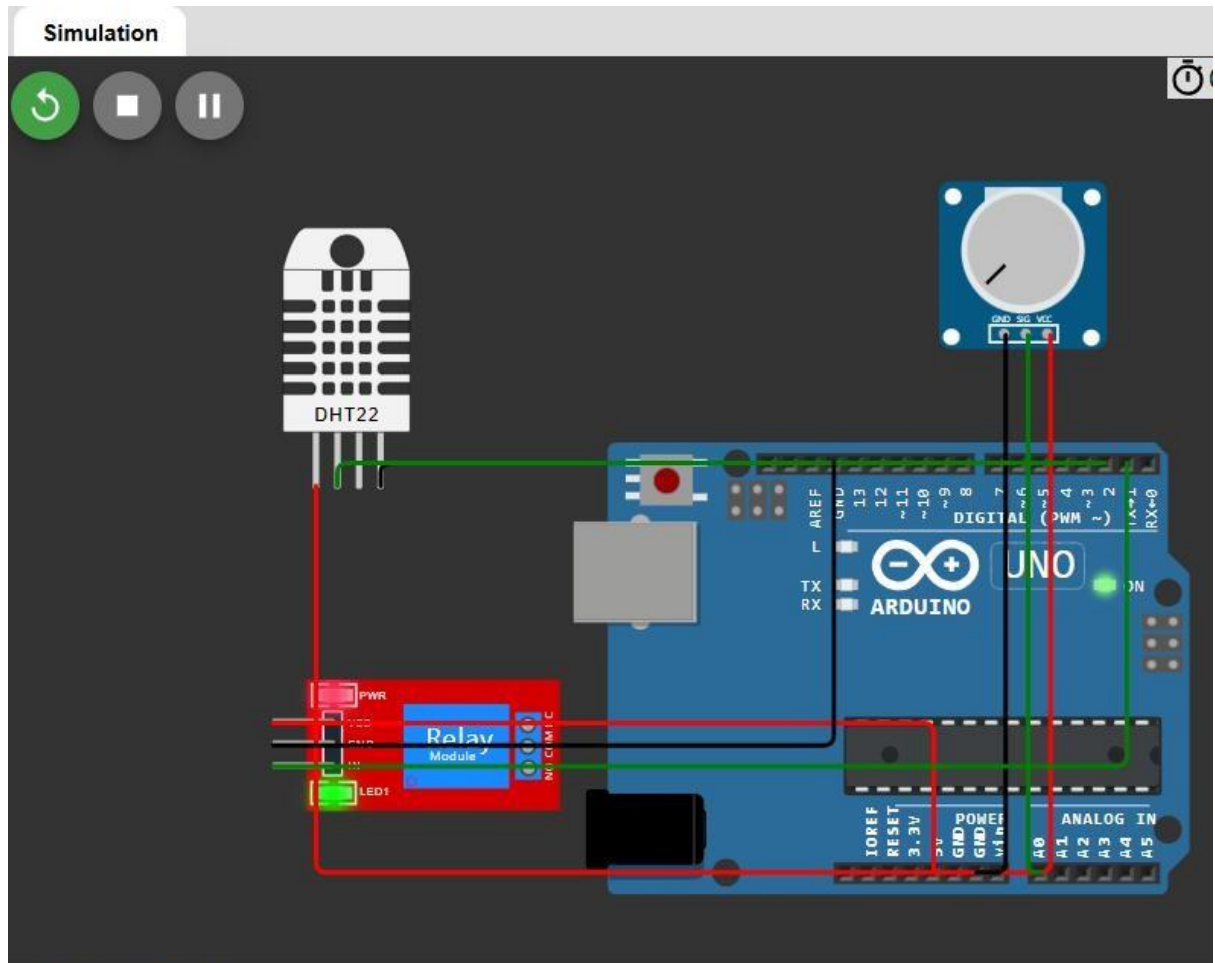 Simulation
GND SIG VCC
DHT22
AREF
GND
13
12
~11
~10
~9
8
7
~6
~5
4
~3
2
TX→1
RX←0
DIGITAL (PWM ~)
L
UNO
TX
RX
ON
ARDUINO
PWR
Relay
Module
NO COM
LED1
POWER
ANALOG IN
IOREF
RESET
3.3V
5V
GND
GND
Vin
A0
A1
A2
A3
A4
A5